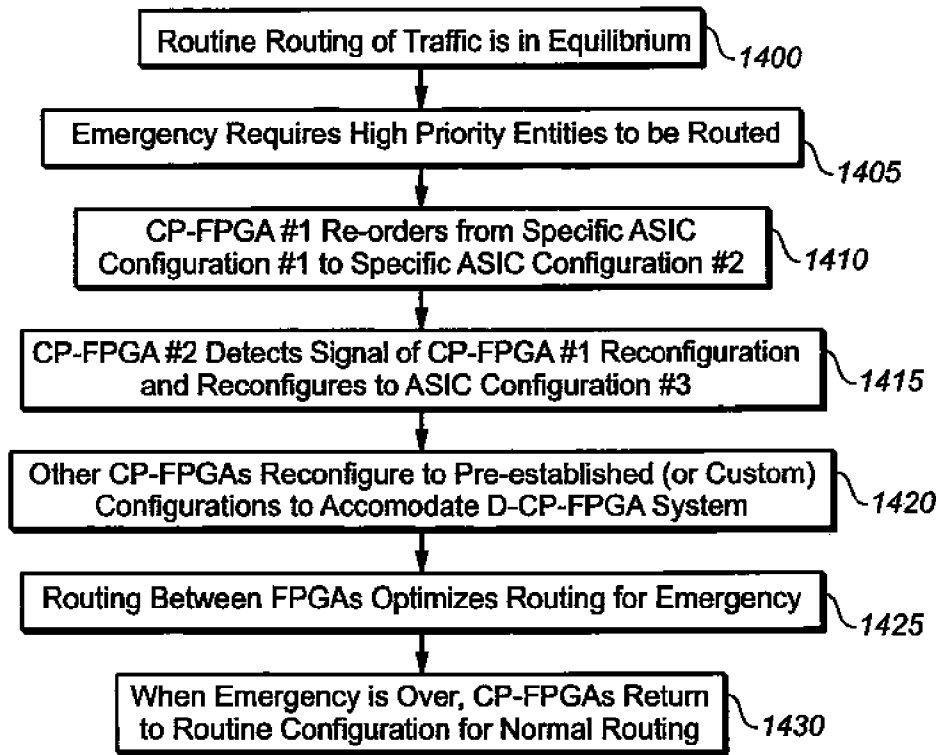 Routine Routing of Traffic is in Equilibrium
1400
Emergency Requires High Priority Entities to be Routed
1405
CP-FPGA #1 Re-orders from Specific ASIC
Configuration #1 to Specific ASIC Configuration #2
1410
CP-FPGA #2 Detects Signal of CP-FPGA #1 Reconfiguration
and Reconfigures to ASIC Configuration #3
1415
Other CP-FPGAs Reconfigure to Pre-established (or Custom)
Configurations to Accomodate D-CP-FPGA System
1420
Routing Between FPGAs Optimizes Routing for Emergency
1425
When Emergency is Over, CP-FPGAs Return
to Routine Configuration for Normal Routing
1430